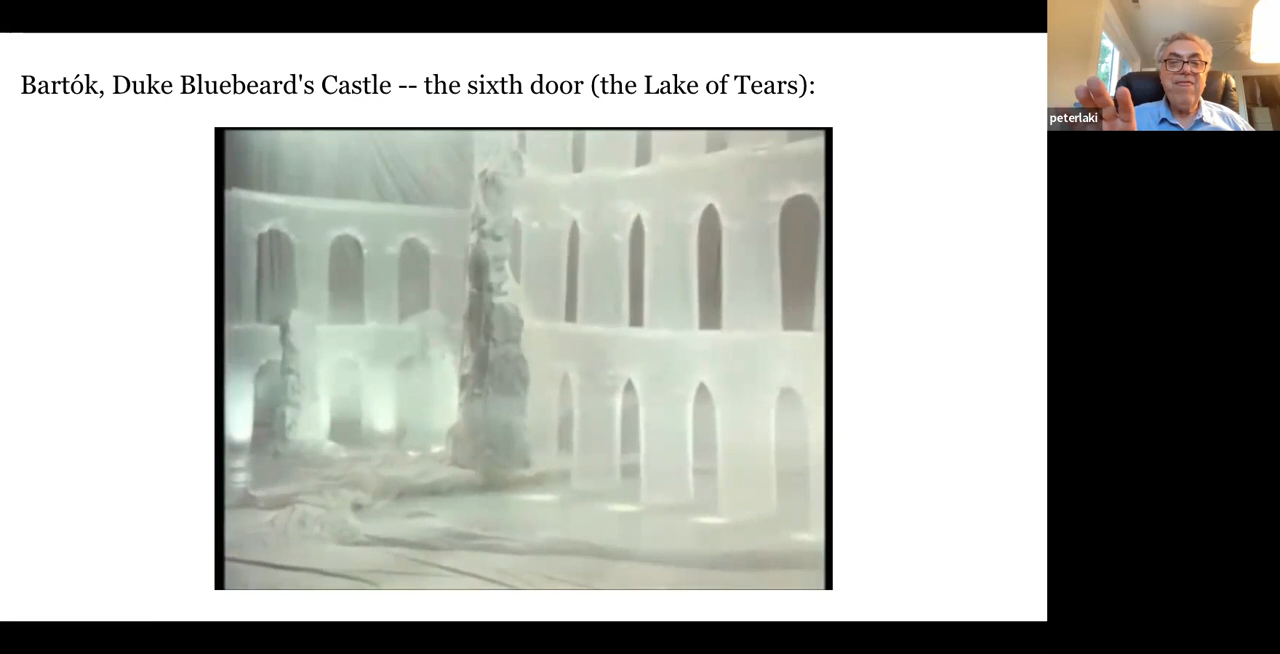 Bartók, Duke Bluebeard's Castle -- the sixth door (the Lake of Tears):
peterlaki